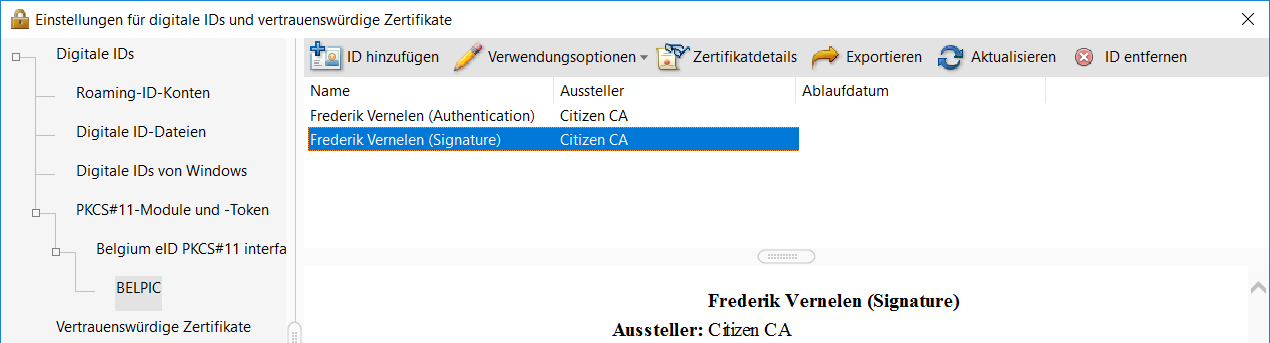 Einstellungen für digitale IDs und vertrauenswürdige Zertifikate
Digitale IDs
Roaming-ID-Konten
Digitale ID-Dateien
Digitale IDs von Windows
PKCS#11-Module und -Token
Belgium eID PKCS#11 interfa
BELPIC
Vertrauenswürdige Zertifikate
ID hinzufügen Verwendungsoptionen Zertifikatdetails Exportieren Aktualisieren ID entfernen
Name Aussteller Ablaufdatum
Frederik Vernelen (Authentication) Citizen CA
Frederik Vernelen (Signature) Citizen CA
Frederik Vernelen (Signature)
Aussteller: Citizen CA